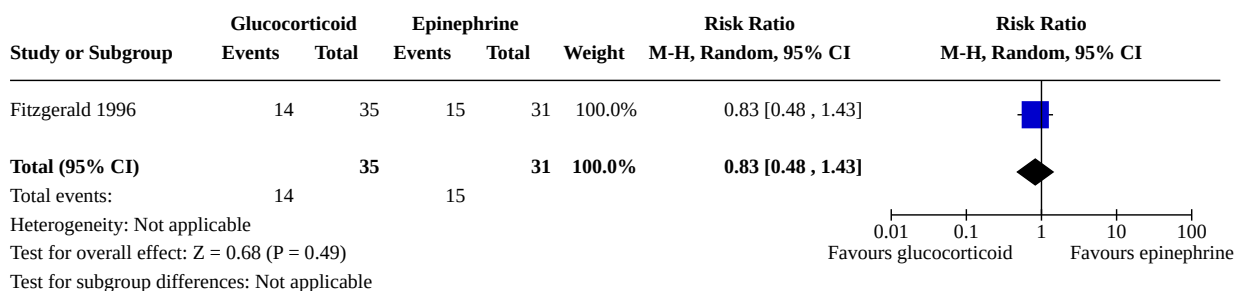 Glucocorticoid Epinephrine Risk Ratio Risk Ratio
Study or Subgroup Events Total Events Total Weight M-H, Random, 95% CI M-H, Random, 95% CI
Fitzgerald 1996 14 35 15 31 100.0% 0.83 [0.48 , 1.43]
Total (95% CI) 35 31 100.0% 0.83 [0.48 , 1.43]
Total events: 14 15
Heterogeneity: Not applicable
0.01 0.1 1 10 100
Test for overall effect: Z = 0.68 (P = 0.49) Favours glucocorticoid Favours epinephrine
Test for subgroup differences: Not applicable